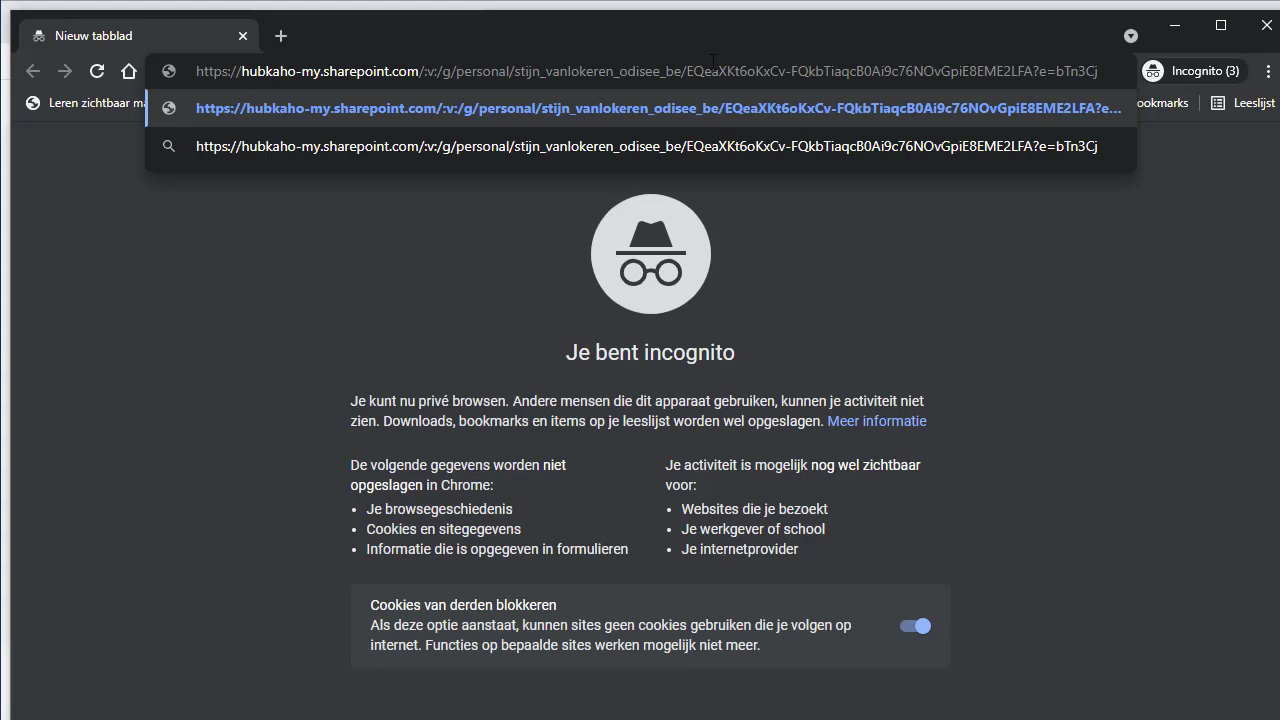 Nieuw tabblad
https://hubkaho-my.sharepoint.com/:v:/g/personal/stijn_vanlokeren_odisee_be/EQeaXKt6oKxCv-FQkbTiaqcB0Ai9c76NOvGpiE8EME2LFA?e=bTn3Cj
Incognito (3)
Leren zichtbaar ma
https://hubkaho-my.sharepoint.com/:v:/g/personal/stijn_vanlokeren_odisee_be/EQeaXKt6oKxCv-FQkbTiaqcB0Ai9c76NOvGpiE8EME2LFA?e...
ookmarks
Leeslijst
https://hubkaho-my.sharepoint.com/:v:/g/personal/stijn_vanlokeren_odisee_be/EQeaXKt6oKxCv-FQkbTiaqcB0Ai9c76NOvGpiE8EME2LFA?e=bTn3Cj
Je bent incognito
Je kunt nu privé browsen. Andere mensen die dit apparaat gebruiken, kunnen je activiteit niet
zien. Downloads, bookmarks en items op je leeslijst worden wel opgeslagen. Meer informatie
De volgende gegevens worden niet
opgeslagen in Chrome:
• Je browsegeschiedenis
• Cookies en sitegegevens
• Informatie die is opgegeven in formulieren
Je activiteit is mogelijk nog wel zichtbaar
voor:
• Websites die je bezoekt
• Je werkgever of school
• Je internetprovider
Cookies van derden blokkeren
Als deze optie aanstaat, kunnen sites geen cookies gebruiken die je volgen op
internet. Functies op bepaalde sites werken mogelijk niet meer.